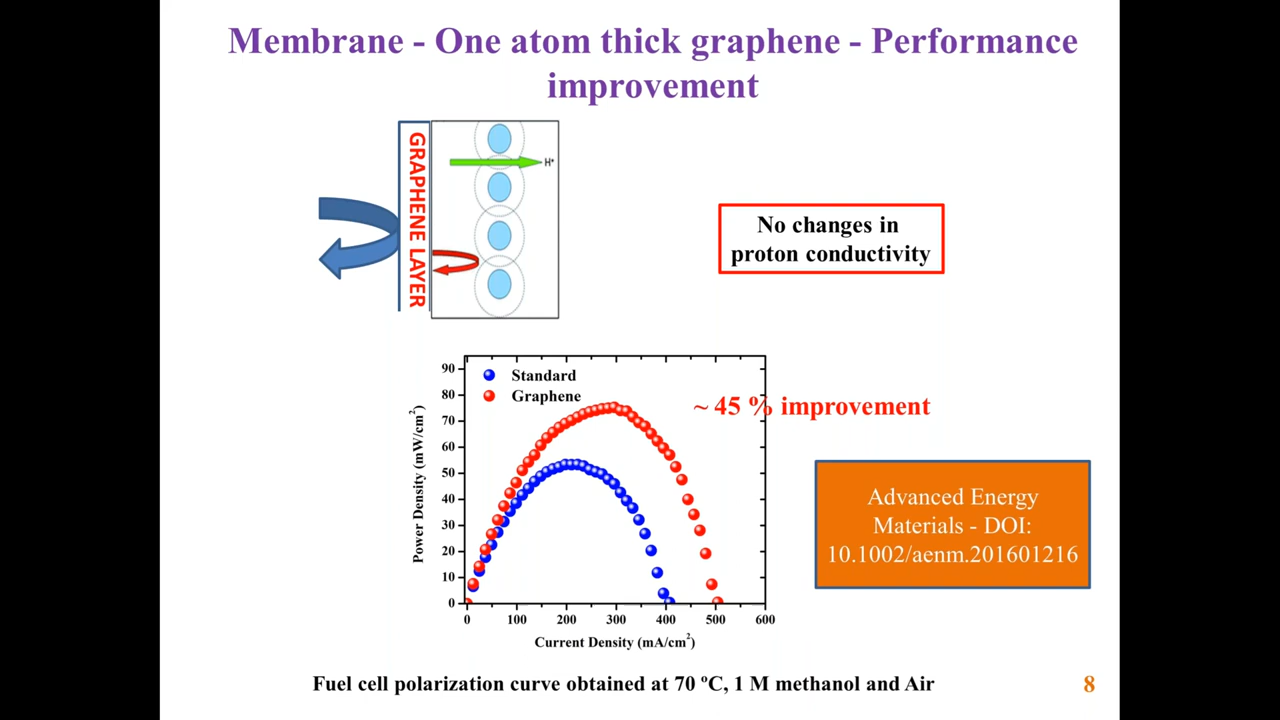 Membrane - One atom thick graphene - Performance
improvement
GRAPHENE LAYER
H+
No changes in
proton conductivity
90
80
70
60
50
40
30
20
10
0
Power Density (mW/cm2)
Standard
Graphene
~ 45 % improvement
0 100 200 300 400 500 600
Current Density (mA/cm2)
Advanced Energy
Materials - DOI:
10.1002/aenm.201601216
Fuel cell polarization curve obtained at 70 ºC, 1 M methanol and Air
8